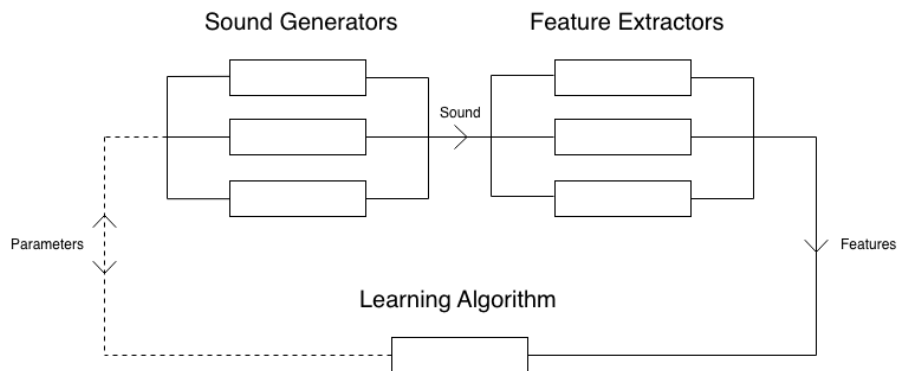 Sound Generators
Feature Extractors
Sound
Parameters
Features
Learning Algorithm